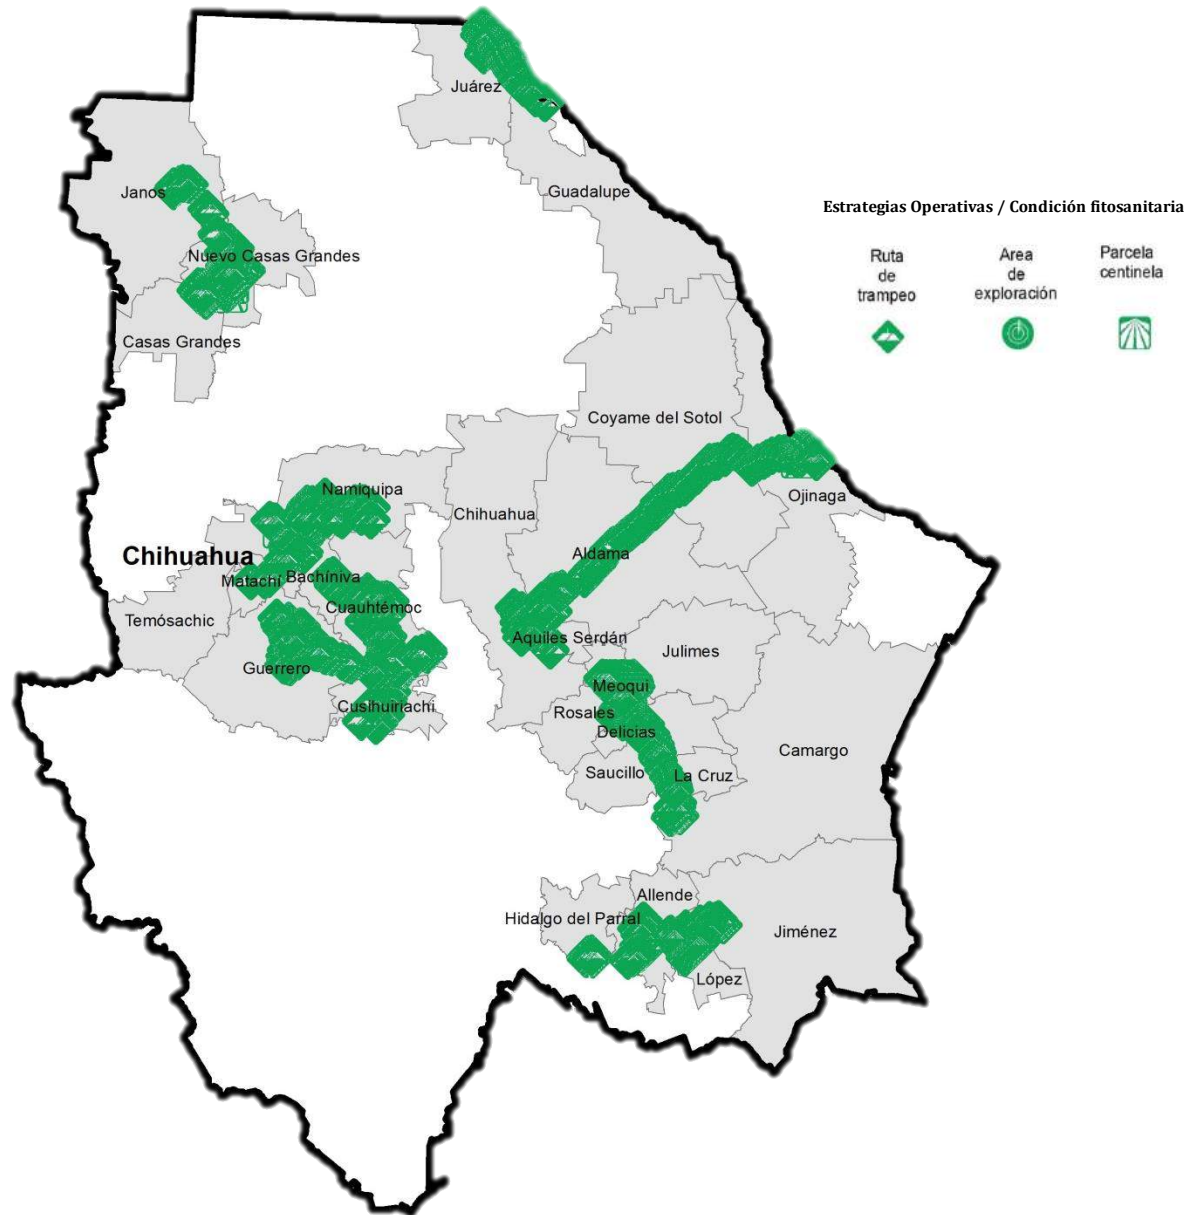 Juárez
Guadalupe
Janos
Nuevo Casas Grandes
Casas Grandes
Estrategias Operativas / Condición fitosanitaria
Ruta
de
trampeo
Area
de
exploración
Parcela
centinela
Coyame del Sotol
Ojinaga
Namiquipa
Chihuahua
Chihuahua
Aldama
Matachí
Bachíniva
Temósachic
Cuauhtémoc
Aquiles Serdán
Guerrero
Julimes
Meoqui
Cusihuiriachi
Rosales
Delicias
Camargo
Saucillo
La Cruz
Allende
Hidalgo del Parral
Jiménez
López